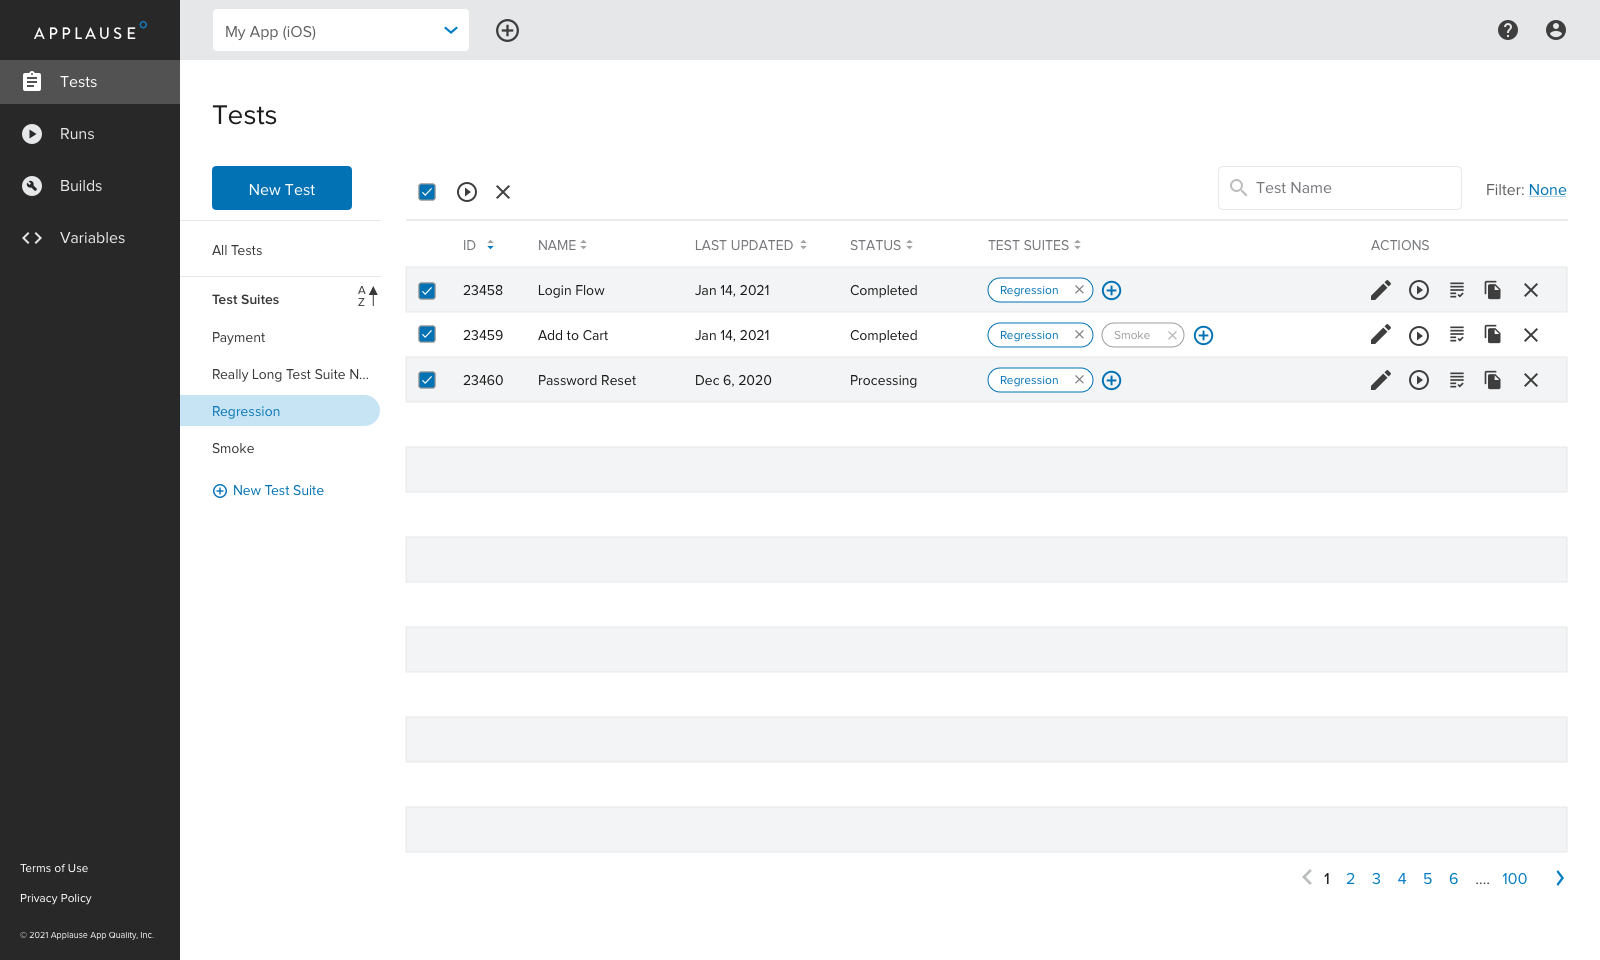 APPLAUSE
My App (iOS)
Tests
Runs
Builds
Variables
Tests
New Test
Test Name
Filter: None
All Tests
Test Suites
A
Z
Payment
Really Long Test Suite N...
Regression
Smoke
New Test Suite
ID NAME LAST UPDATED STATUS TEST SUITES ACTIONS
23458 Login Flow Jan 14, 2021 Completed Regression
23459 Add to Cart Jan 14, 2021 Completed Regression Smoke
23460 Password Reset Dec 6, 2020 Processing Regression
1 2 3 4 5 6 .... 100
Terms of Use
Privacy Policy
© 2021 Applause App Quality, Inc.